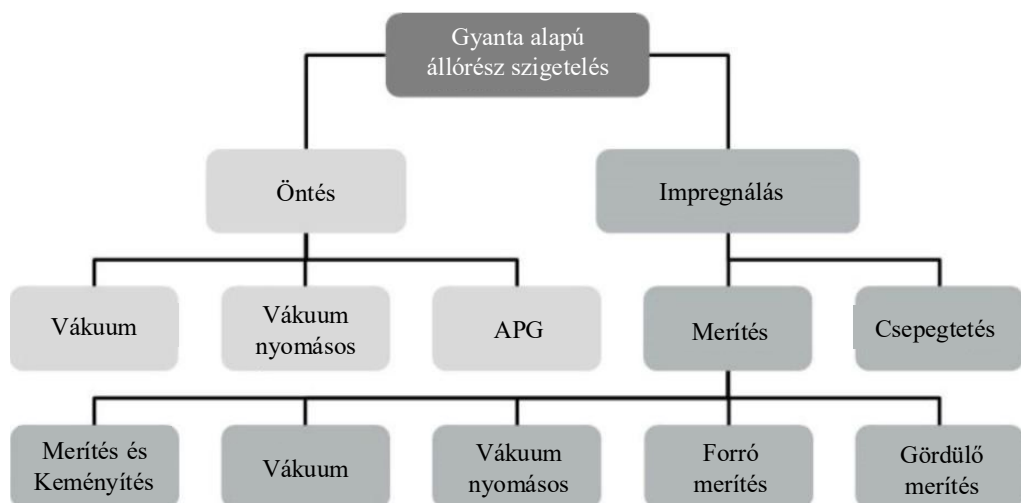 Gyanta alapú
állórész szigetelés
Öntés
Impregnálás
Vákuum
Vákuum
nyomásos
APG
Merítés
Csepegtetés
Merítés és
Keményítés
Vákuum
Vákuum
nyomásos
Forró
merítés
Gördülő
merítés